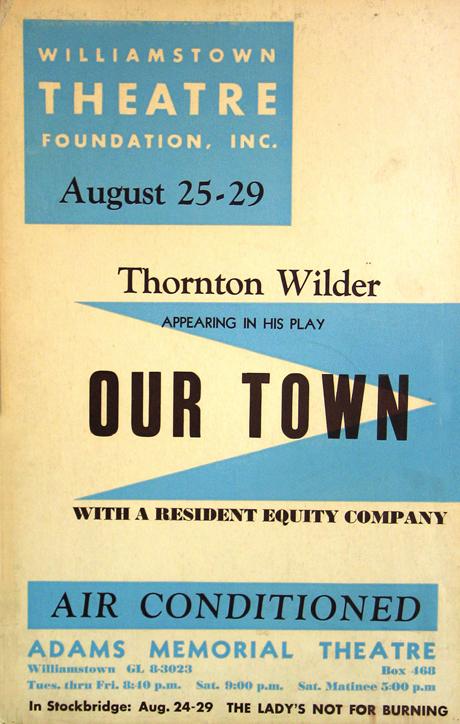 WILLIAMSTOWN
THEATRE
FOUNDATION, INC.
August 25-29
Thornton Wilder
APPEARING IN HIS PLAY
OUR TOWN
WITH A RESIDENT EQUITY COMPANY
AIR CONDITIONED
ADAMS MEMORIAL THEATRE
Williamstown GL 8-3023 Box 468
Tues. thru Fri. 8:40 p.m. Sat. 9:00 p.m. Sat. Matinee 5:00 p.m
In Stockbridge: Aug. 24-29 THE LADY'S NOT FOR BURNING